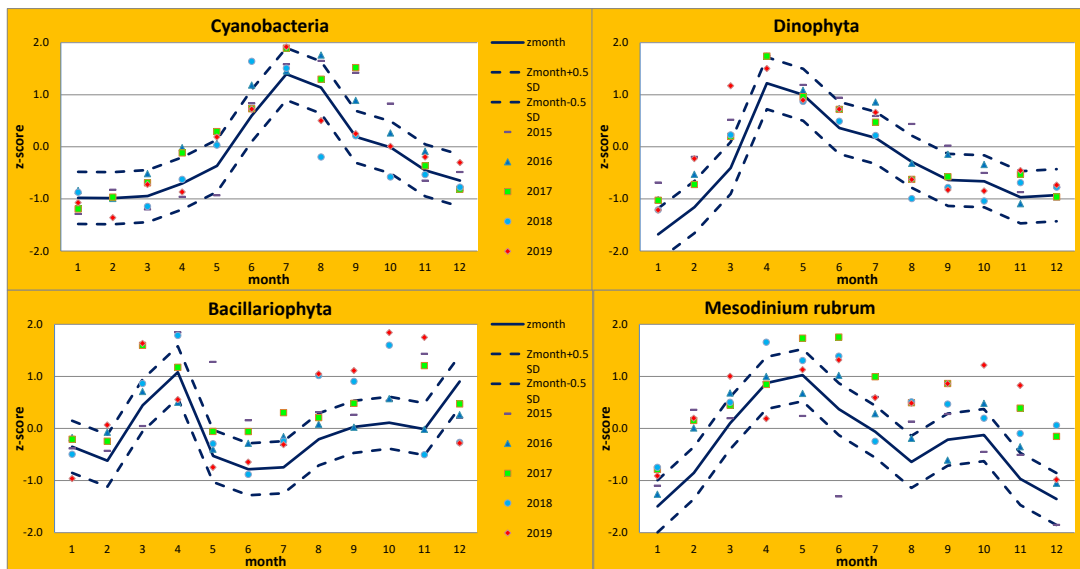 Cyanobacteria
2.0
1.0
0.0
-1.0
-2.0
z-score
1 2 3 4 5 6 7 8 9 10 11 12
month
zmonth
Zmonth+0.5
SD
Zmonth-0.5
SD
2015
2016
2017
2018
2019
Dinophyta
2.0
1.0
0.0
-1.0
-2.0
z-score
1 2 3 4 5 6 7 8 9 10 11 12
month
Bacillariophyta
2.0
1.0
0.0
-1.0
-2.0
z-score
1 2 3 4 5 6 7 8 9 10 11 12
month
zmonth
Zmonth+0.5
SD
Zmonth-0.5
SD
2015
2016
2017
2018
2019
Mesodinium rubrum
2.0
1.0
0.0
-1.0
-2.0
z-score
1 2 3 4 5 6 7 8 9 10 11 12
month